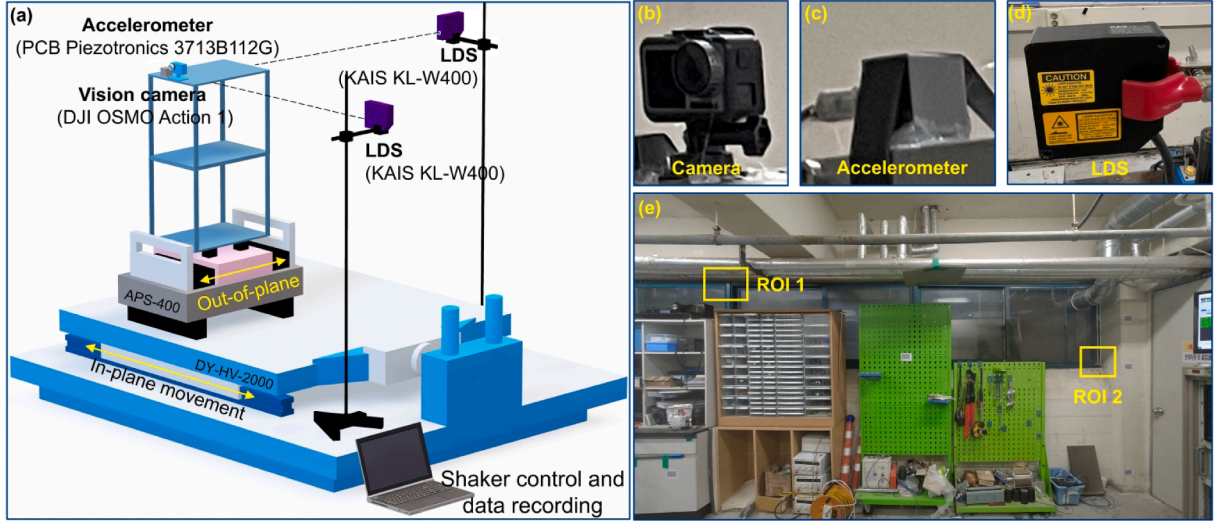 (a)
Accelerometer
(PCB Piezotronics 3713B112G)
Vision camera
(DJI OSMO Action 1)
LDS
(KAIS KL-W400)
LDS
(KAIS KL-W400)
APS-400
Out-of-plane
DY-HV-2000
In-plane movement
Shaker control and
data recording
(b)
Camera
(c)
Accelerometer
(d)
CAUTION
LDS
(e)
ROI 1
ROI 2